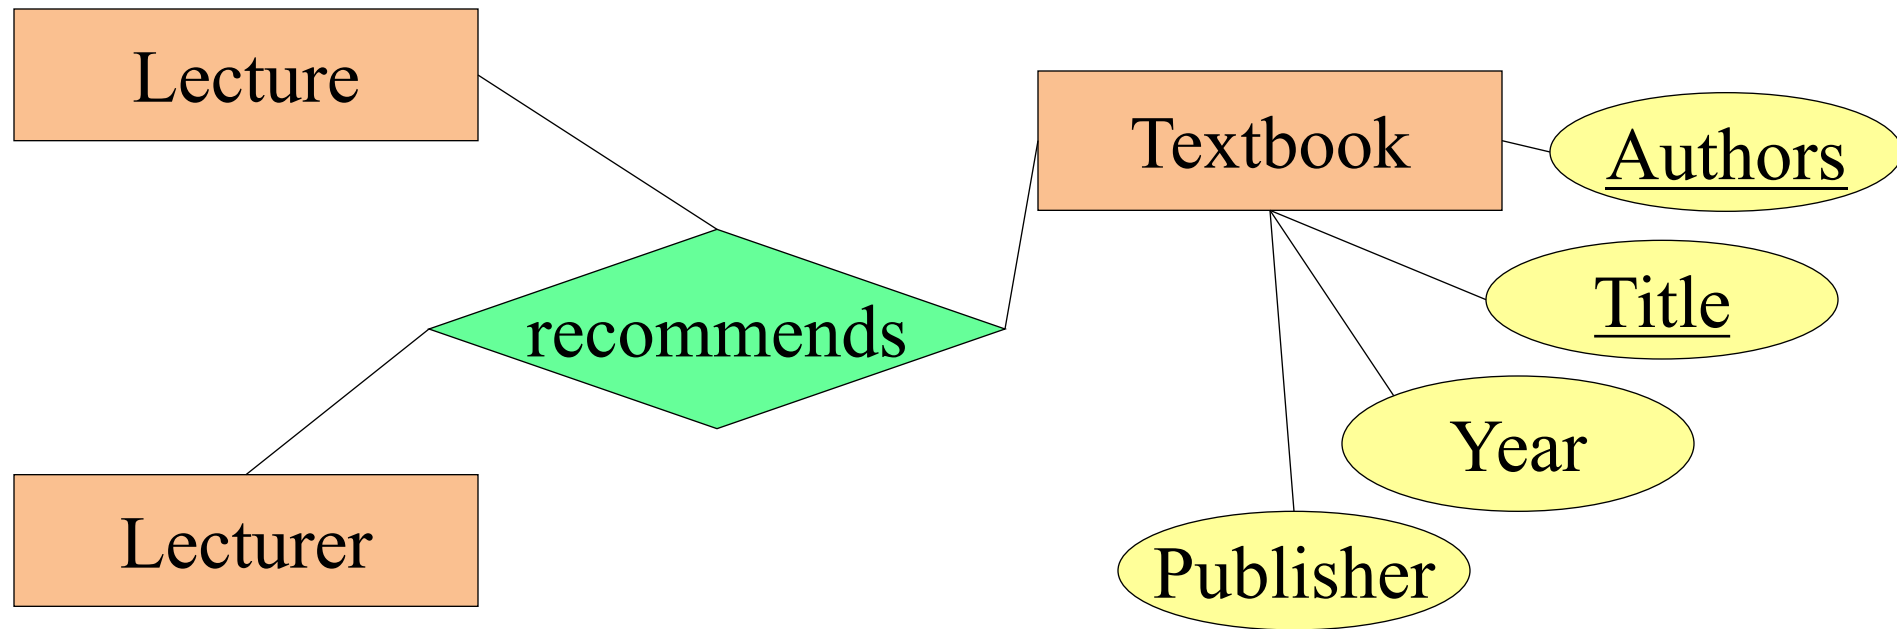 Lecture
Textbook
Authors
Title
recommends
Year
Lecturer
Publisher